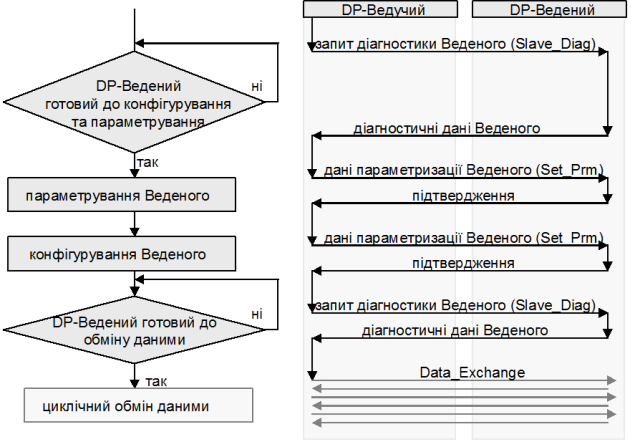 DP-Ведений
готовий до конфігурування
та параметрування
ні
так
параметрування Веденого
конфігурування Веденого
ні
DP-Ведений готовий до
обміну даними
так
циклічний обмін даними
DP-Ведучий
DP-Ведений
запит діагностики Веденого (Slave_Diag)
діагностичні дані Веденого
дані параметризації Веденого (Set_Prm)
підтвердження
дані параметризації Веденого (Set_Prm)
підтвердження
запит діагностики Веденого (Slave_Diag)
діагностичні дані Веденого
Data_Exchange